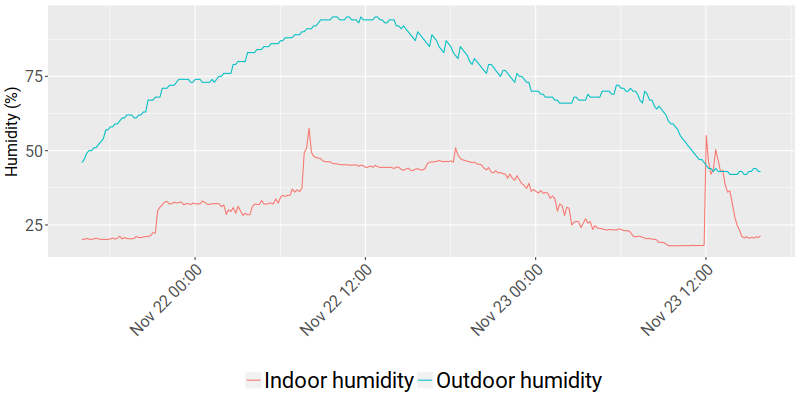 Humidity (%)
75
50
25
Nov 22 00:00
Nov 22 12:00
Nov 23 00:00
Nov 23 12:00
Indoor humidity Outdoor humidity